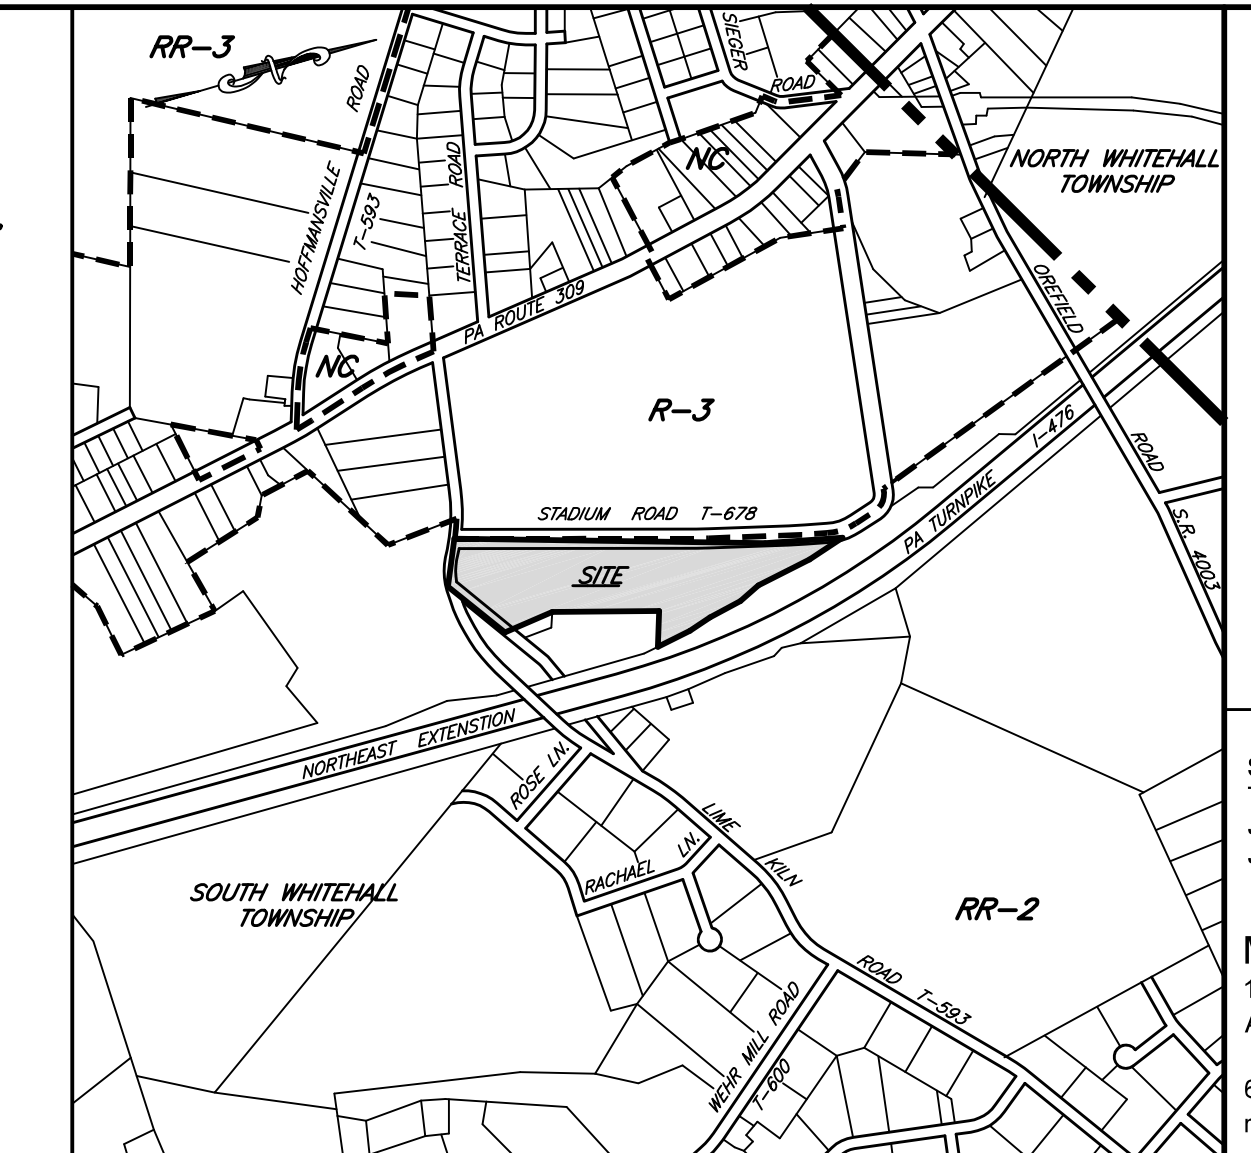 RR-3
SIEGER
ROAD
ROAD
NC
NORTH WHITEHALL
TOWNSHIP
HOFFMANSVILLE
T-593
TERRACE ROAD
PA ROUTE 309
OREFIELD
NC
R-3
I-476
ROAD
STADIUM ROAD T-678
PA TURNPIKE
S.R. 4003
SITE
NORTHEAST EXTENSTION
ROSE LN.
LIME
KILN
RACHAEL LN.
SOUTH WHITEHALL
TOWNSHIP
RR-2
ROAD T-593
WEHR MILL ROAD
T-600